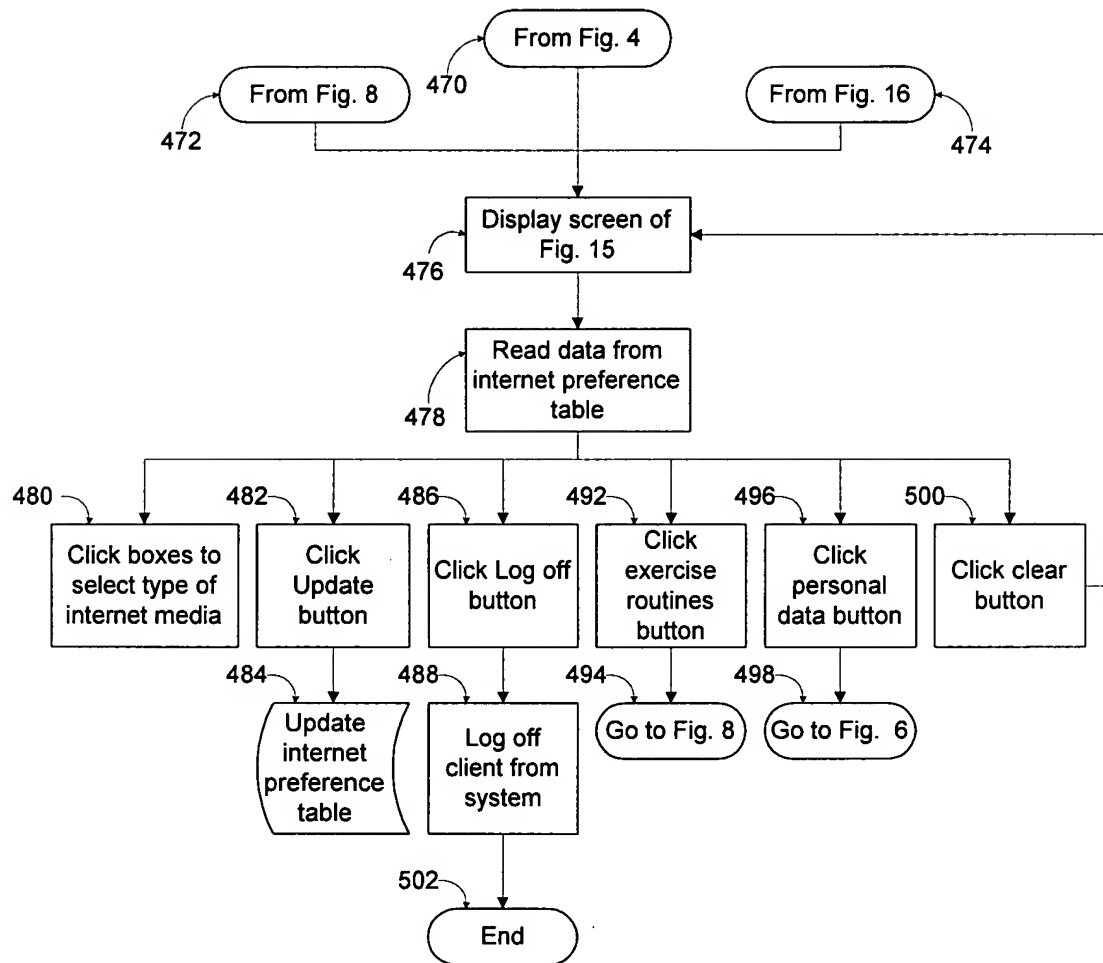 From Fig. 4
470
From Fig. 8
From Fig. 16
472
474
Display screen of
Fig. 15
476
Read data from
internet preference
table
478
480
482
486
492
496
500
Click boxes to
select type of
internet media
Click
Update
button
Click Log off
button
Click
exercise
routines
button
Click
personal
data button
Click clear
button
484
488
494
498
Update
internet
preference
table
Log off
client from
system
Go to Fig. 8
Go to Fig. 6
502
End